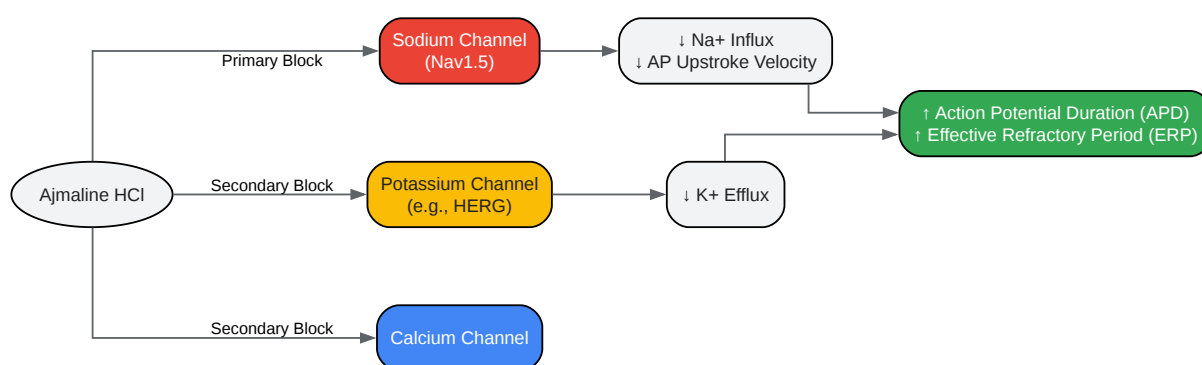 Sodium Channel
(Nav1.5)
↓ Na+ Influx
↓ AP Upstroke Velocity
Primary Block
↑ Action Potential Duration (APD)
↑ Effective Refractory Period (ERP)
Ajmaline HCl
Secondary Block
Potassium Channel
(e.g., HERG)
↓ K+ Efflux
Secondary Block
Calcium Channel